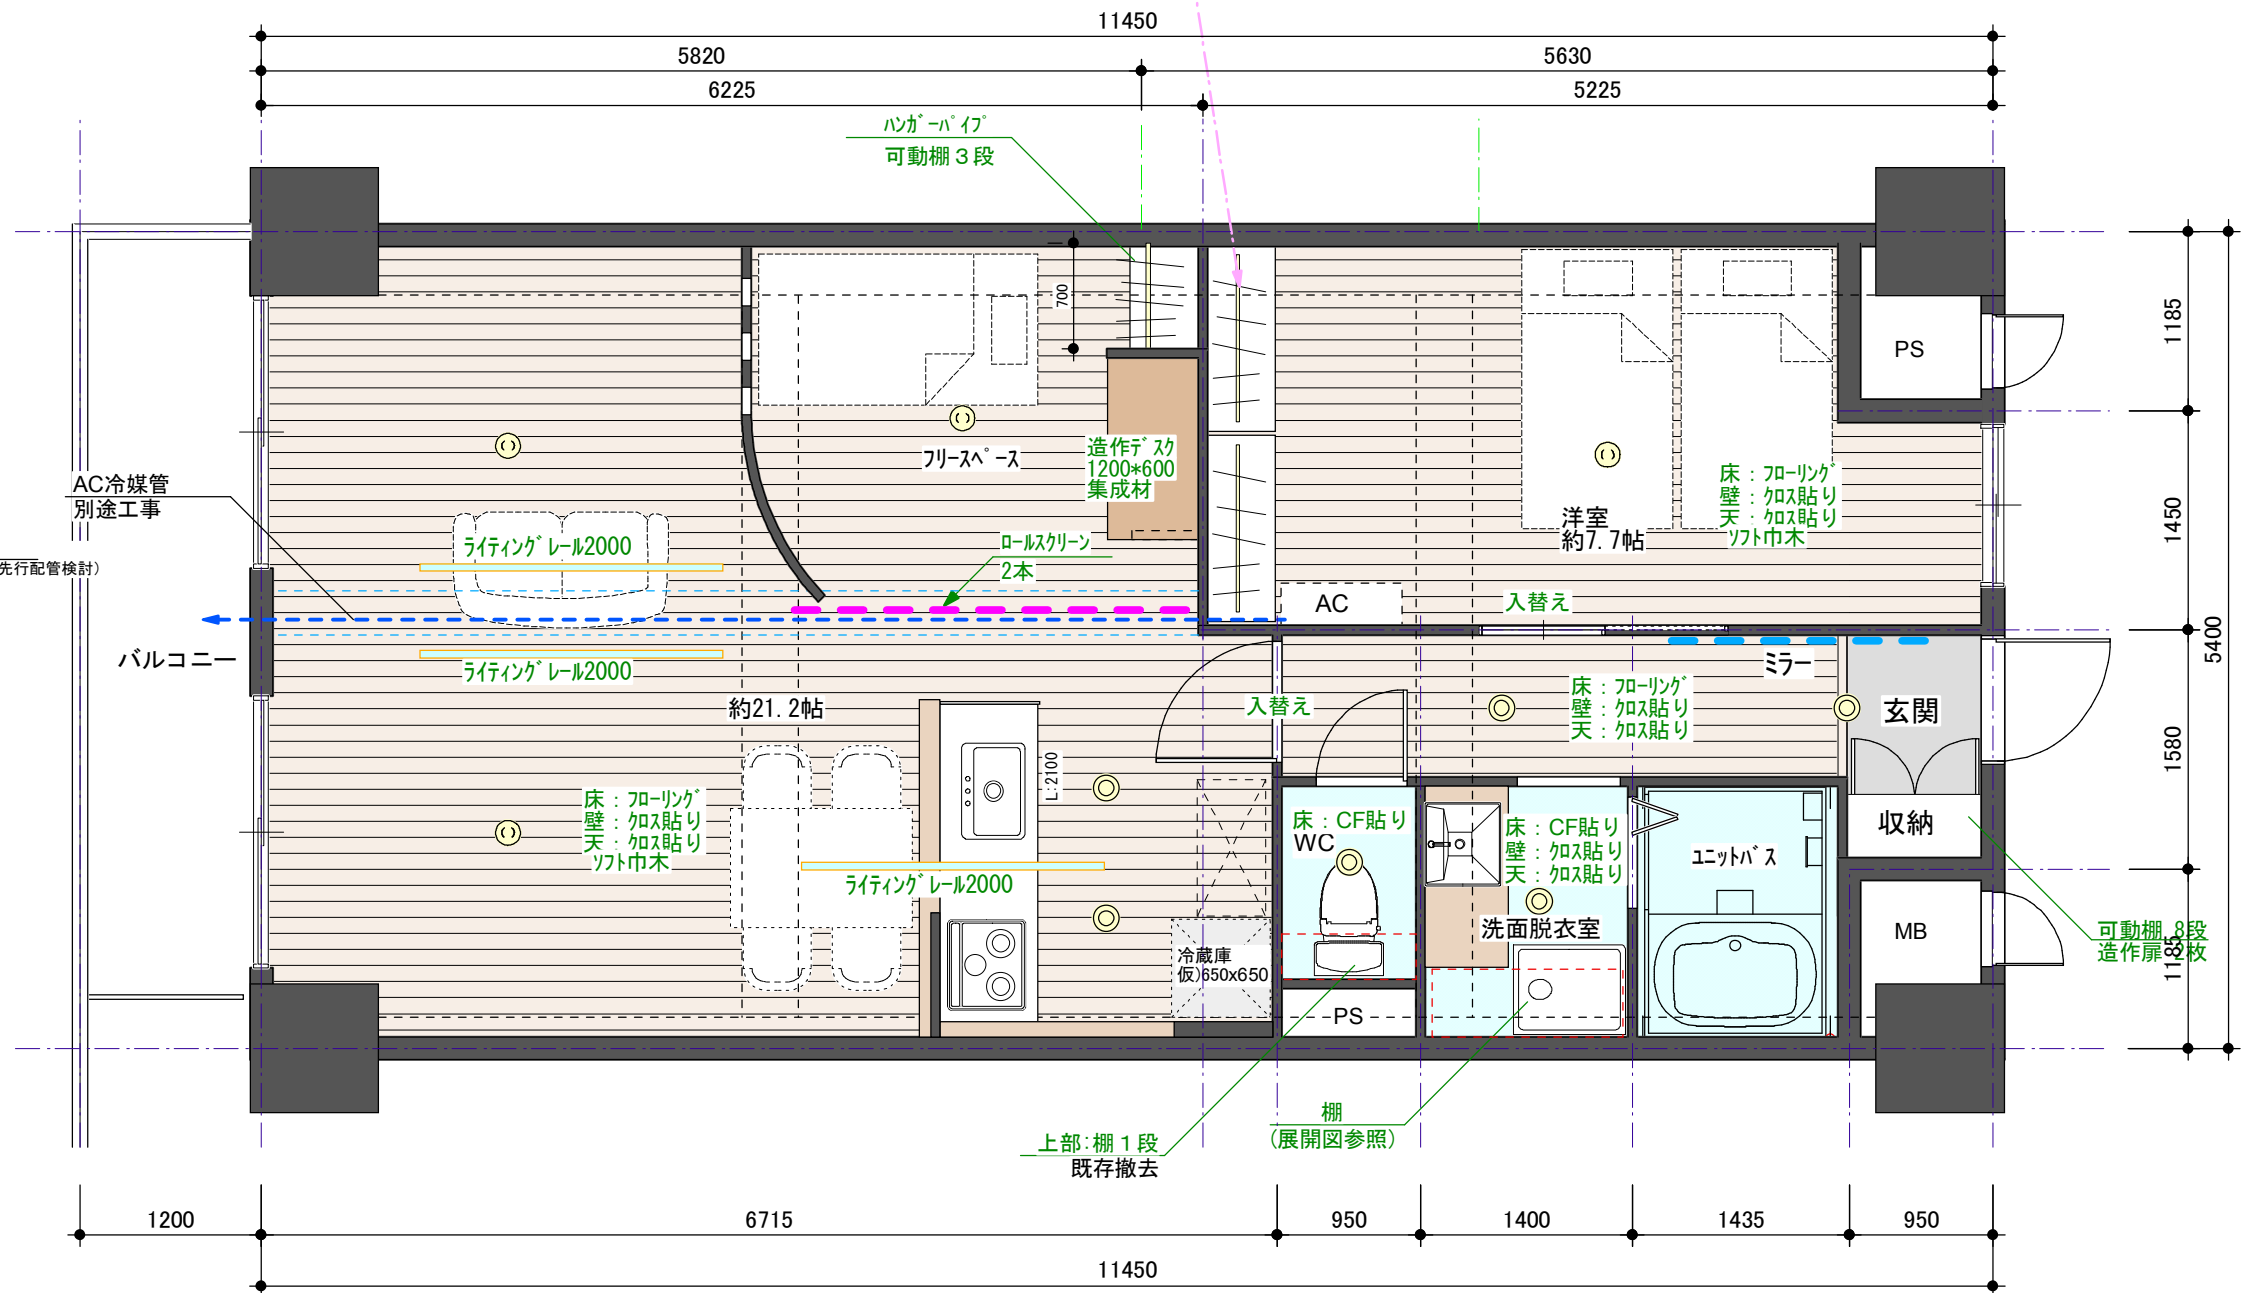 11450
5820
5630
6225
5225
ﾊﾝｶﾞｰﾊﾟｲﾌﾟ
可動棚３段
700
PS
1185
1450
5400
1580
1185
フリースペース
造作ﾃﾞｽｸ
1200*600
集成材
床：ﾌﾛｰﾘﾝｸﾞ
壁：ｸﾛｽ貼り
天：ｸﾛｽ貼り
ｿﾌﾄ巾木
洋室
約7.7帖
AC冷媒管
別途工事
先行配管検討）
ﾗｲﾃｨﾝｸﾞﾚｰﾙ2000
ﾛｰﾙｽｸﾘｰﾝ
2本
AC
入替え
バルコニー
ﾗｲﾃｨﾝｸﾞﾚｰﾙ2000
ミラー
約21.2帖
入替え
床：ﾌﾛｰﾘﾝｸﾞ
壁：ｸﾛｽ貼り
天：ｸﾛｽ貼り
玄関
L:2100
床：ﾌﾛｰﾘﾝｸﾞ
壁：ｸﾛｽ貼り
天：ｸﾛｽ貼り
ｿﾌﾄ巾木
ﾗｲﾃｨﾝｸﾞﾚｰﾙ2000
床：CF貼り
WC
床：CF貼り
壁：ｸﾛｽ貼り
天：ｸﾛｽ貼り
洗面脱衣室
ﾕﾆｯﾄﾊﾞｽ
収納
冷蔵庫
仮)650x650
PS
MB
可動棚 8段
造作扉 2枚
上部:棚１段
既存撤去
棚
(展開図参照)
1200
6715
950
1400
1435
950
11450